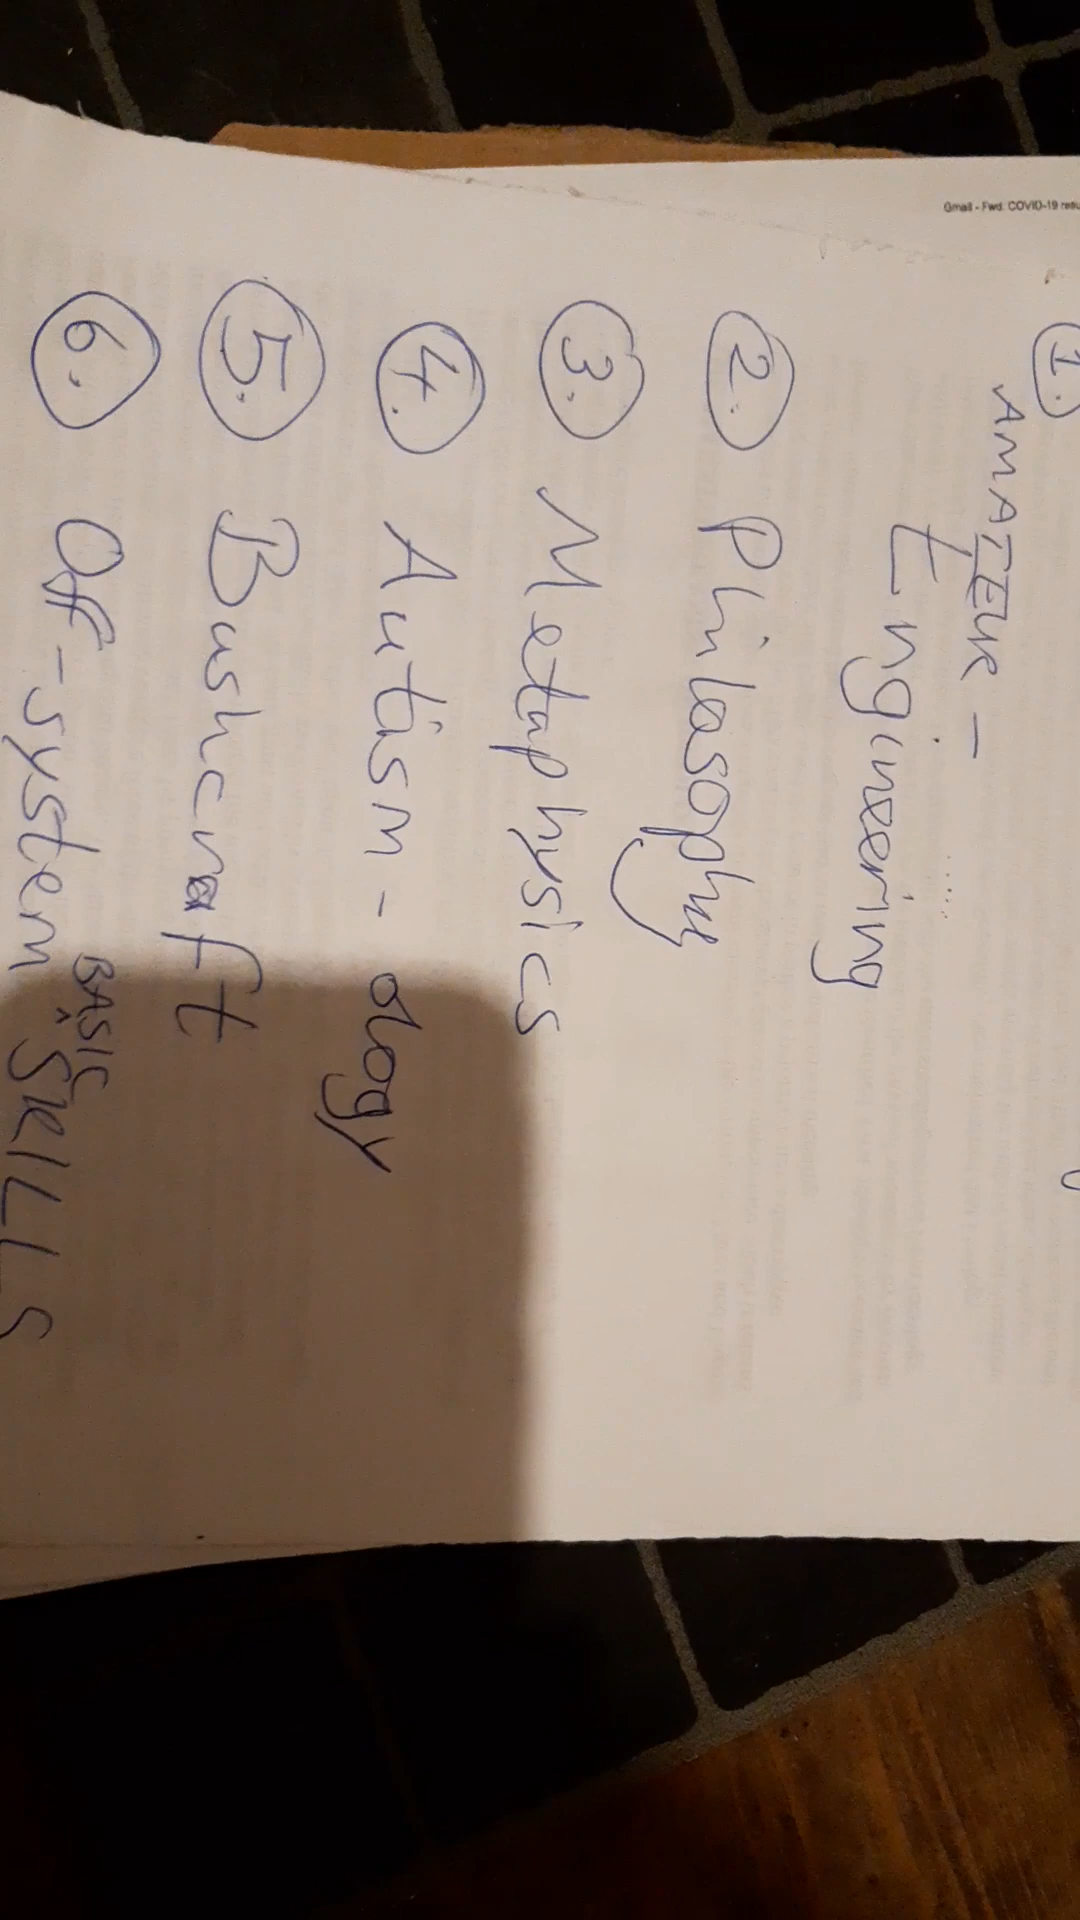 Gmail - Fwd: COVID-19
1.
AMATEUR -
Engineering
2. Philosophy
3. Metaphysics
4. Autism - ology
5. Bushcraft
6. Off-system BASIC SKILLS